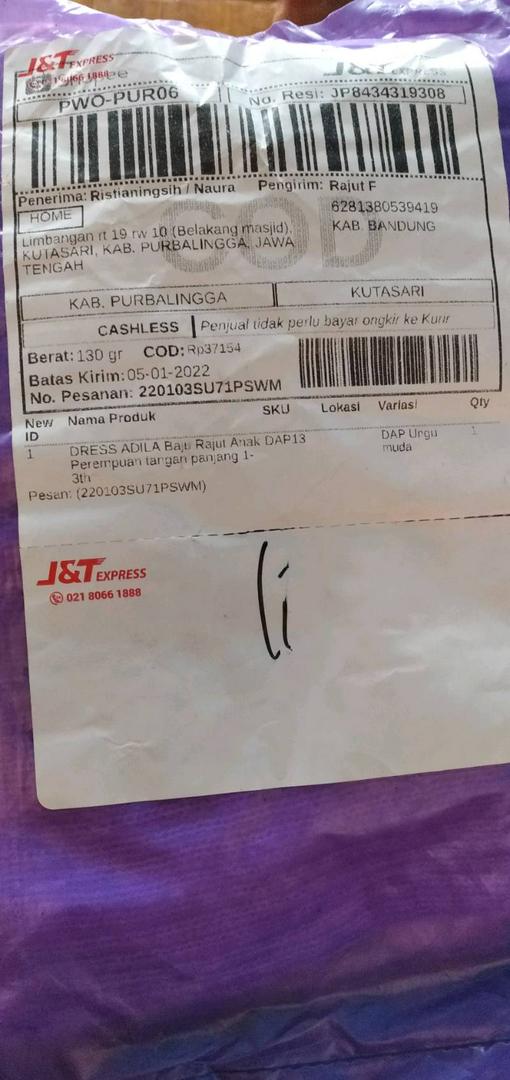 J&T EXPRESS
J&T EXPRESS
PWO-PUR06
No. Resi: JP8434319308
Penerima: Ristianingsih / Naura
Pengirim: Rajut F
HOME
6281380539419
KAB. BANDUNG
Limbangan rt 19 rw 10 (Belakang masjid),
KUTASARI, KAB. PURBALINGGA, JAWA
TENGAH
COD
KAB. PURBALINGGA
KUTASARI
CASHLESS
Penjual tidak perlu bayar ongkir ke Kurir
Berat: 130 gr COD: Rp37154
Batas Kirim: 05-01-2022
No. Pesanan: 220103SU71PSWM
New ID Nama Produk SKU Lokasi Variasi Qty
1 DRESS ADILA Baju Rajut Anak DAP13 DAP Ungu 1
Perempuan tangan panjang 1- muda
3th
Pesan: (220103SU71PSWM)
J&T EXPRESS
021 8066 1888